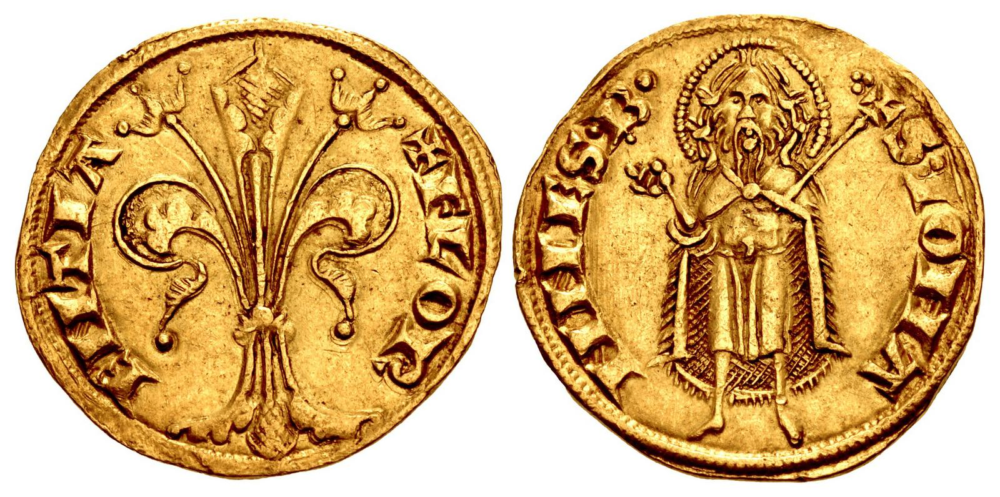 + FLOR ENTIA
· S · IOHA NNES · B ·